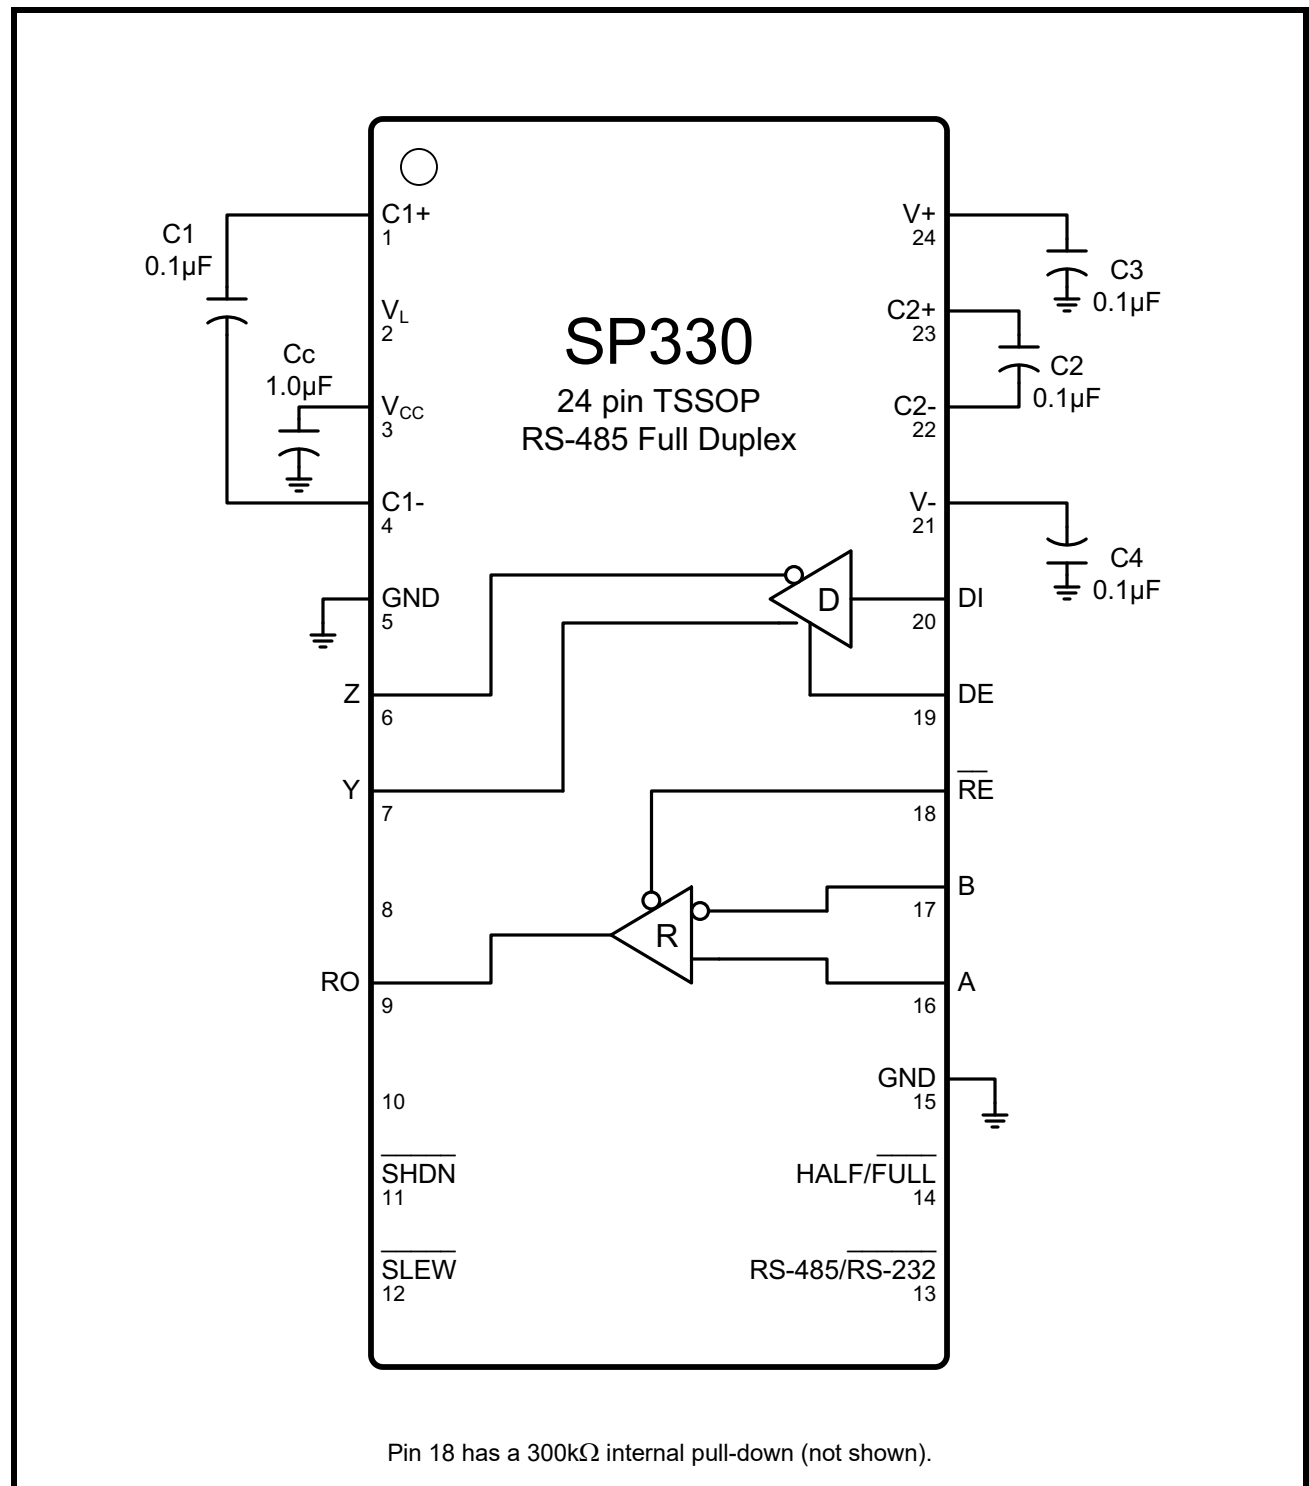 C1+
1
C1
0.1µF
VL
2
Cc
1.0µF
VCC
3
C1-
4
GND
5
Z
6
Y
7
8
RO
9
10
SHDN
11
SLEW
12
SP330
24 pin TSSOP
RS-485 Full Duplex
D
R
V+
24
C3
0.1µF
C2+
23
C2
0.1µF
C2-
22
V-
21
C4
0.1µF
DI
20
DE
19
RE
18
B
17
A
16
GND
15
HALF/FULL
14
RS-485/RS-232
13
Pin 18 has a 300kΩ internal pull-down (not shown).